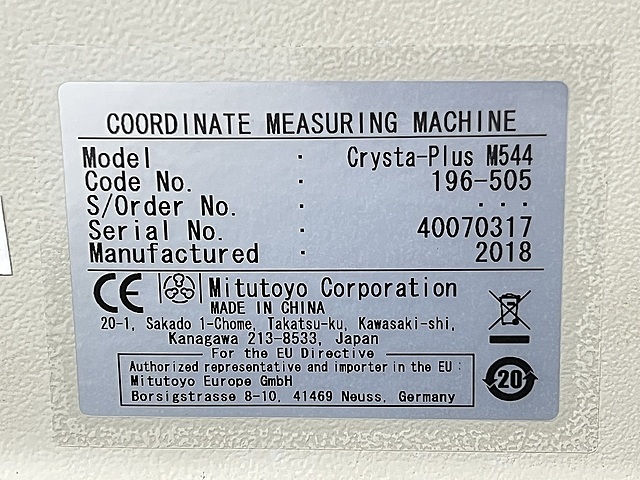 COORDINATE MEASURING MACHINE
Model · Crysta-Plus M544
Code No. · 196-505
S/Order No. · · · ·
Serial No. · 40070317
Manufactured · 2018
CE Mitutoyo Corporation
MADE IN CHINA
20-1, Sakado 1-Chome, Takatsu-ku, Kawasaki-shi,
Kanagawa 213-8533, Japan
For the EU Directive
Authorized representative and importer in the EU :
Mitutoyo Europe GmbH
Borsigstrasse 8-10, 41469 Neuss, Germany
20